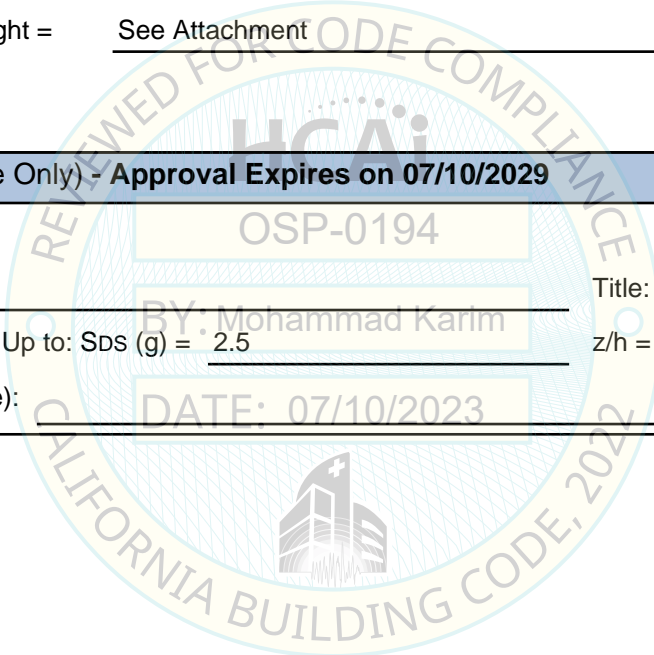 ght = See Attachment
REVIEWED FOR CODE COMPLIANCE
HCAi
e Only) - Approval Expires on 07/10/2029
OSP-0194
Title:
BY: Mohammad Karim
Up to: SDS (g) = 2.5 z/h =
e):
DATE: 07/10/2023
CALIFORNIA BUILDING CODE, 2022